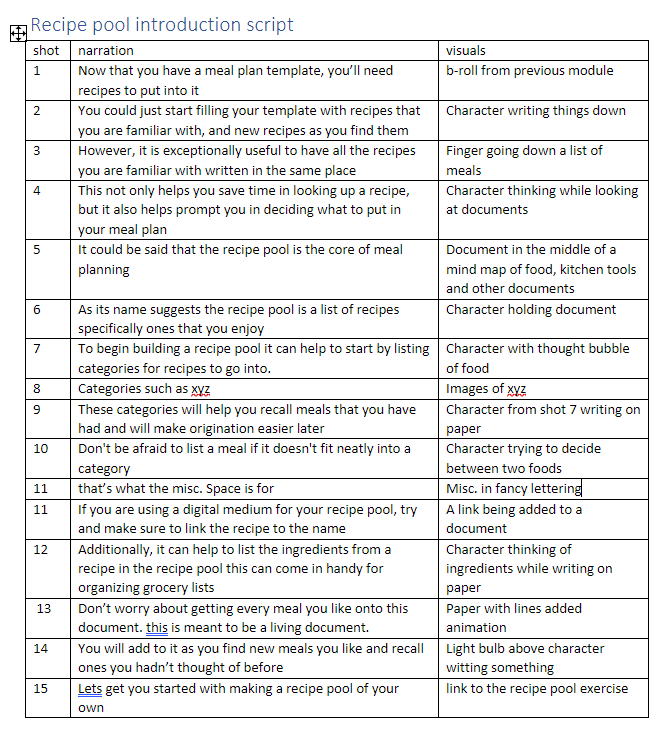 Recipe pool introduction script
shot narration visuals
1 Now that you have a meal plan template, you’ll need b-roll from previous module
recipes to put into it
2 You could just start filling your template with recipes that Character writing things down
you are familiar with, and new recipes as you find them
3 However, it is exceptionally useful to have all the recipes Finger going down a list of
you are familiar with written in the same place meals
4 This not only helps you save time in looking up a recipe, Character thinking while looking
but it also helps prompt you in deciding what to put in at documents
your meal plan
5 It could be said that the recipe pool is the core of meal Document in the middle of a
planning mind map of food, kitchen tools
and other documents
6 As its name suggests the recipe pool is a list of recipes Character holding document
specifically ones that you enjoy
7 To begin building a recipe pool it can help to start by listing Character with thought bubble
categories for recipes to go into. of food
8 Categories such as xyz Images of xyz
9 These categories will help you recall meals that you have Character from shot 7 writing on
had and will make origination easier later paper
10 Don't be afraid to list a meal if it doesn't fit neatly into a Character trying to decide
category between two foods
11 that’s what the misc. Space is for Misc. in fancy lettering
11 If you are using a digital medium for your recipe pool, try A link being added to a
and make sure to link the recipe to the name document
12 Additionally, it can help to list the ingredients from a Character thinking of
recipe in the recipe pool this can come in handy for ingredients while writing on
organizing grocery lists paper
13 Don’t worry about getting every meal you like onto this Paper with lines added
document. this is meant to be a living document. animation
14 You will add to it as you find new meals you like and recall Light bulb above character
ones you hadn’t thought of before witting something
15 Lets get you started with making a recipe pool of your link to the recipe pool exercise
own